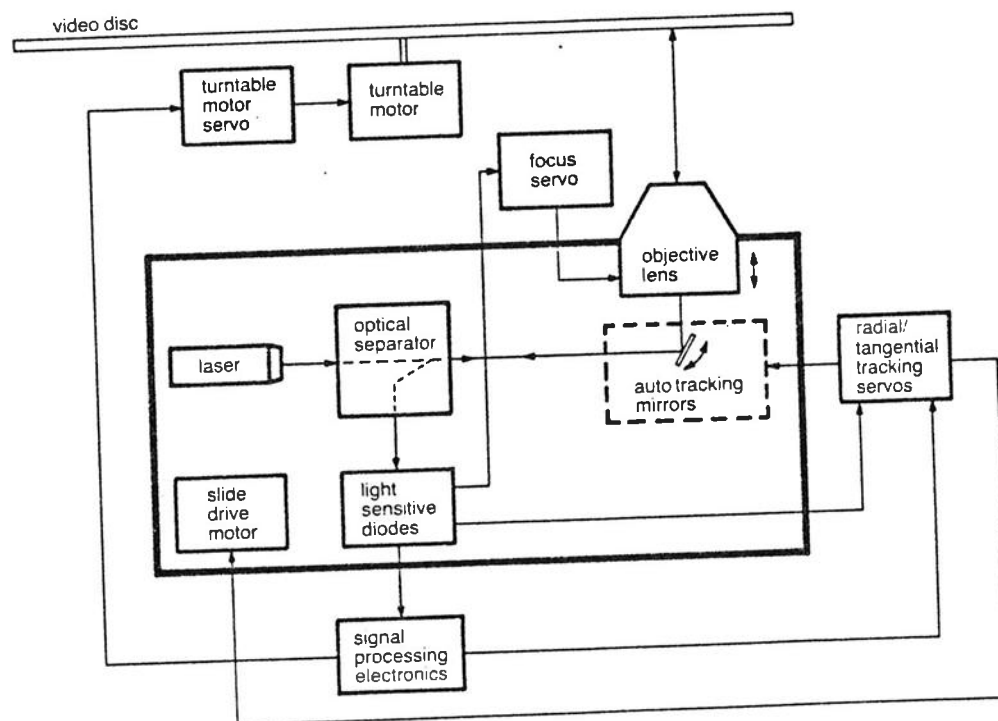 video disc
turntable
motor
servo
turntable
motor
focus
servo
objective
lens
optical
separator
laser
radial/
tangential
tracking
servos
auto tracking
mirrors
slide
drive
motor
light
sensitive
diodes
signal
processing
electronics